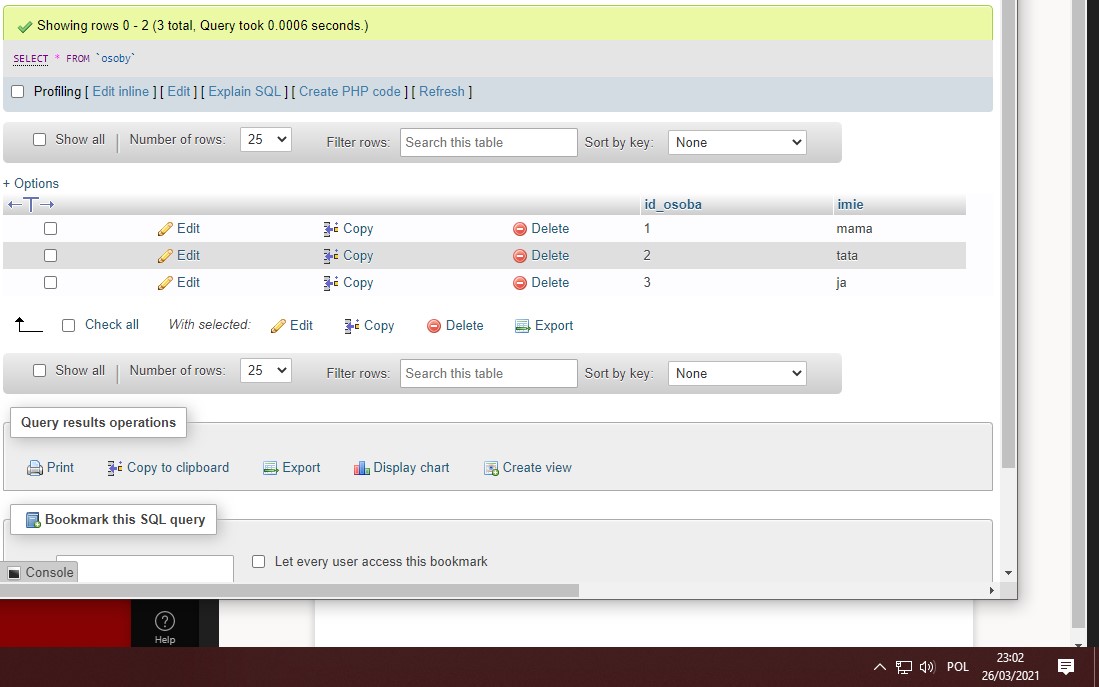 Showing rows 0 - 2 (3 total, Query took 0.0006 seconds.)
SELECT * FROM `osoby`
Profiling [ Edit inline ] [ Edit ] [ Explain SQL ] [ Create PHP code ] [ Refresh ]
Show all | Number of rows: 25 Filter rows: Search this table Sort by key: None
+ Options
←T→ id_osoba imie
Edit Copy Delete 1 mama
Edit Copy Delete 2 tata
Edit Copy Delete 3 ja
Check all With selected: Edit Copy Delete Export
Show all | Number of rows: 25 Filter rows: Search this table Sort by key: None
Query results operations
Print Copy to clipboard Export Display chart Create view
Bookmark this SQL query
Let every user access this bookmark
Console
Help
POL 23:02
26/03/2021